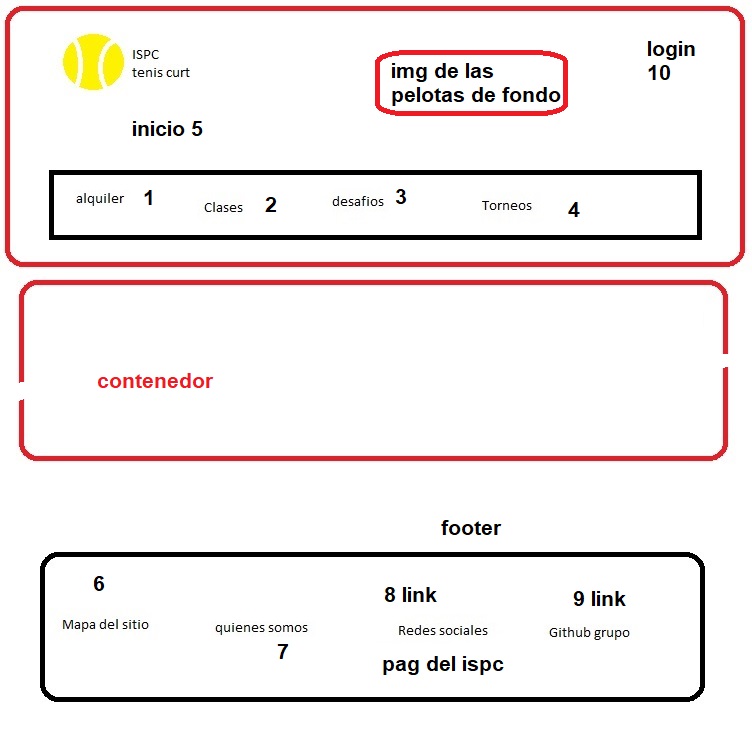 ISPC
tenis curt
img de las
pelotas de fondo
login
10
inicio 5
alquiler 1
Clases 2
desafios 3
Torneos 4
contenedor
footer
6
Mapa del sitio
quienes somos
7
8 link
Redes sociales
pag del ispc
9 link
Github grupo